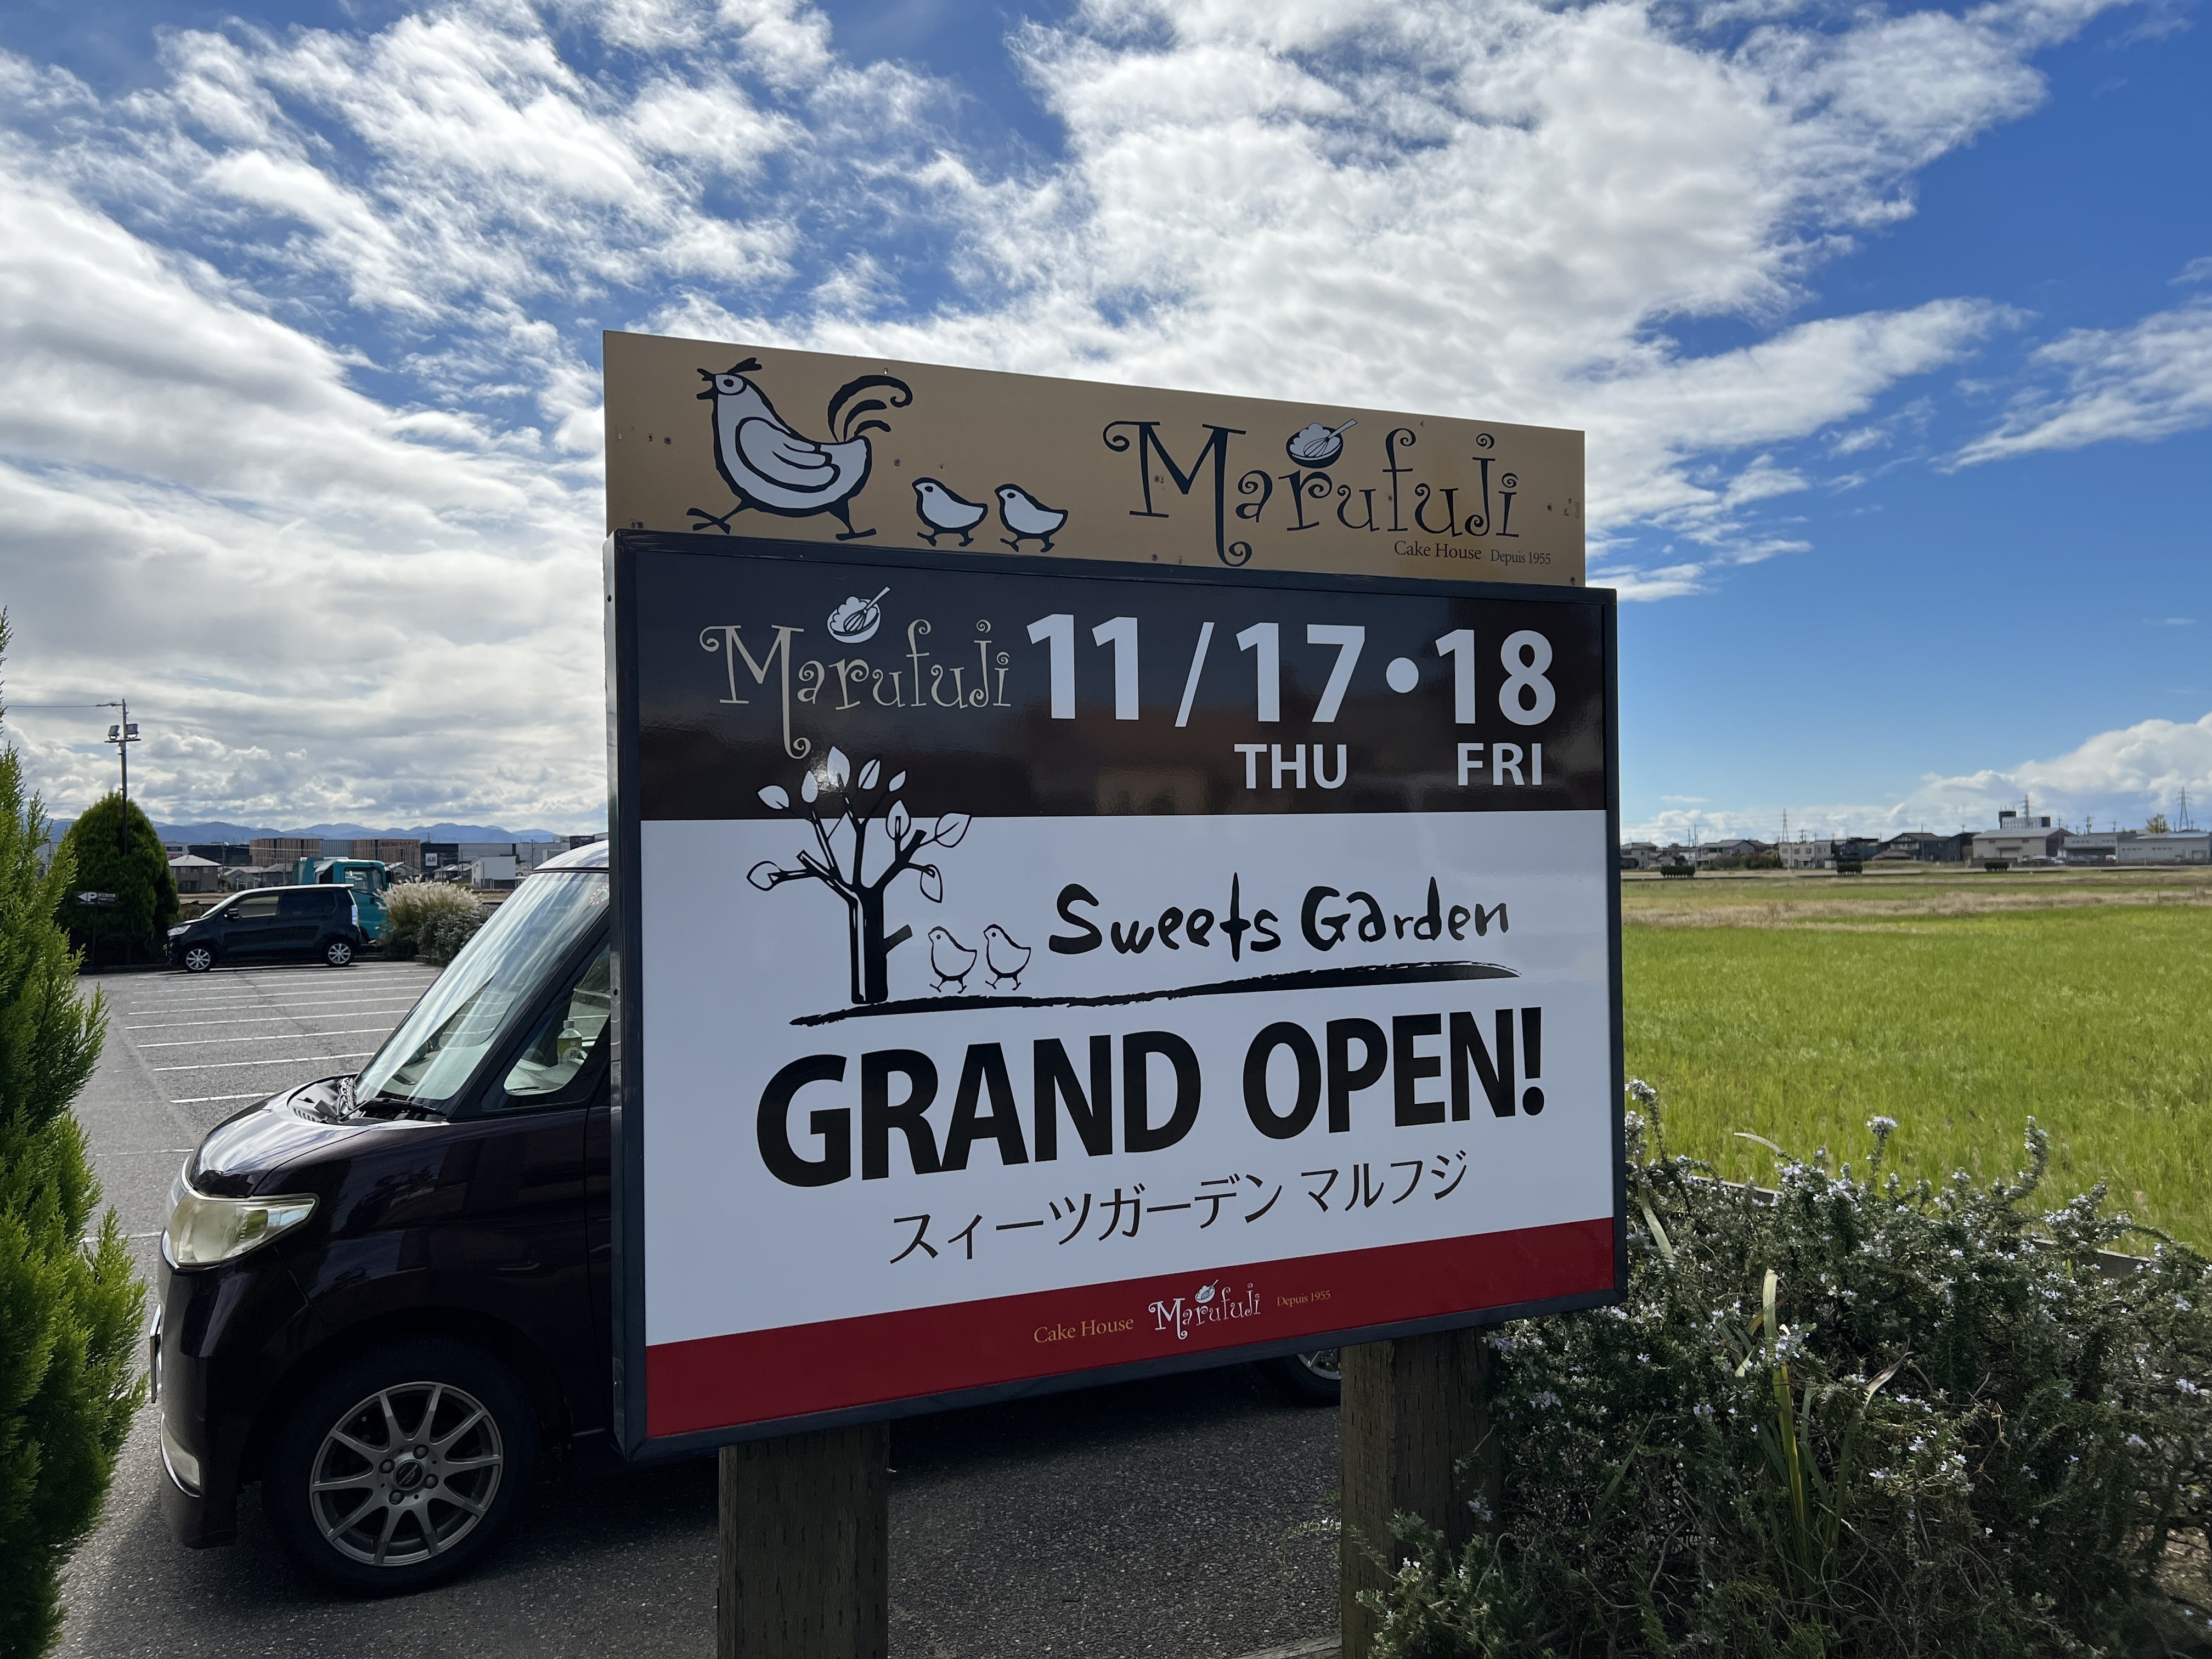 Marufuji
Cake House Depuis 1955
Marufuji 11/17・18
THU FRI
Sweets Garden
GRAND OPEN!
スィーツガーデン マルフジ
Cake House Marufuji Depuis 1955
P